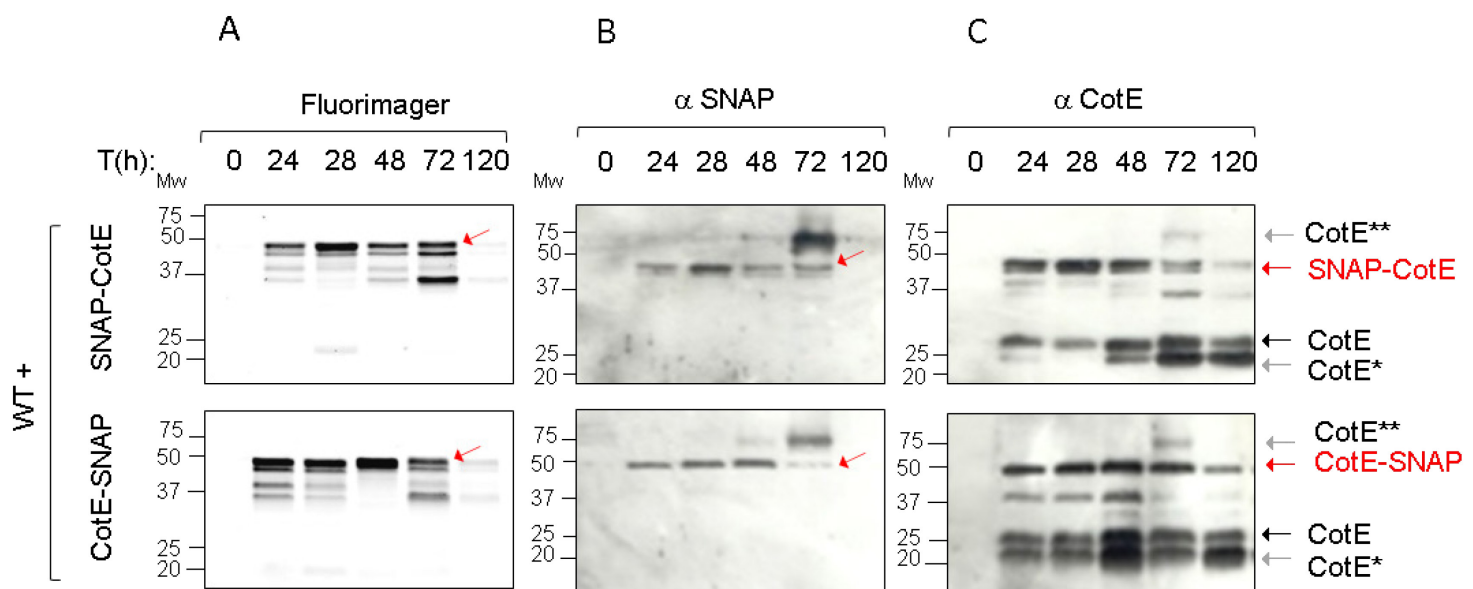 A B C
Fluorimager α SNAP α CotE
T(h): 0 24 28 48 72 120 0 24 28 48 72 120 0 24 28 48 72 120
Mw Mw Mw
WT +
SNAP-CotE
75 75 75
50 50 50
37 37 37
25 25 25
20 20 20
CotE**
SNAP-CotE
CotE
CotE*
CotE-SNAP
75 75 75
50 50 50
37 37 37
25 25 25
20 20 20
CotE**
CotE-SNAP
CotE
CotE*